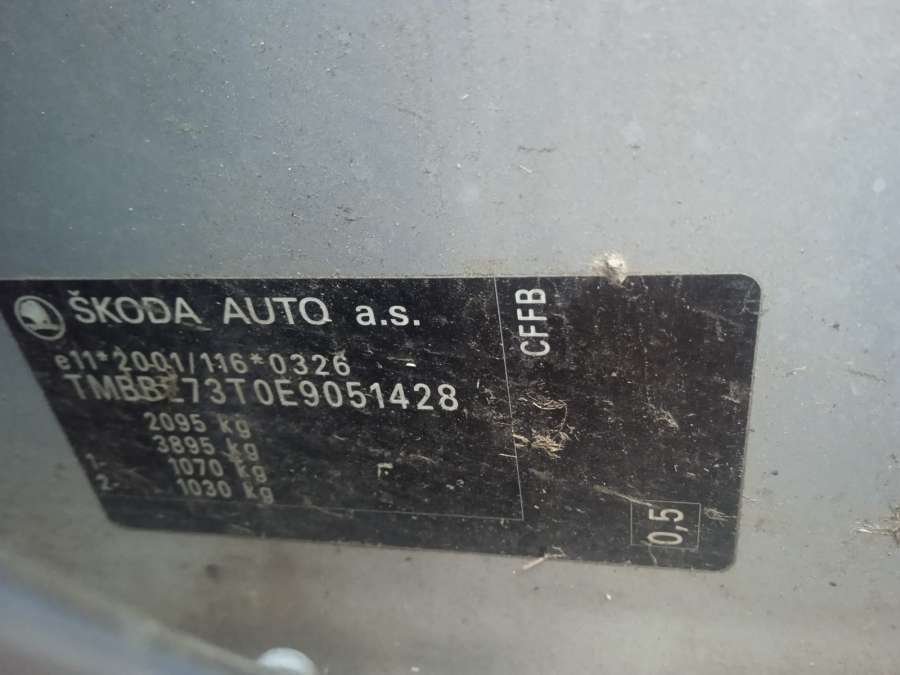 ŠKODA AUTO a.s.
e11*2001/116*0326
2095 kg
3895 kg
1- 1070 kg
2- 1030 kg
CFFB
0,5